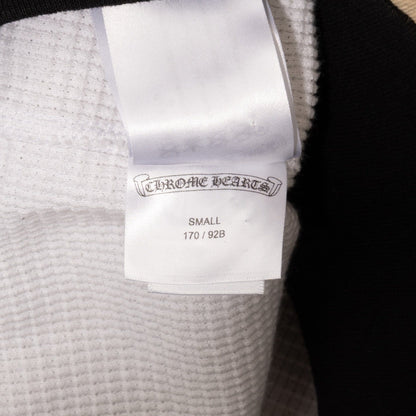 CHROME HEARTS
SMALL
170 / 92B